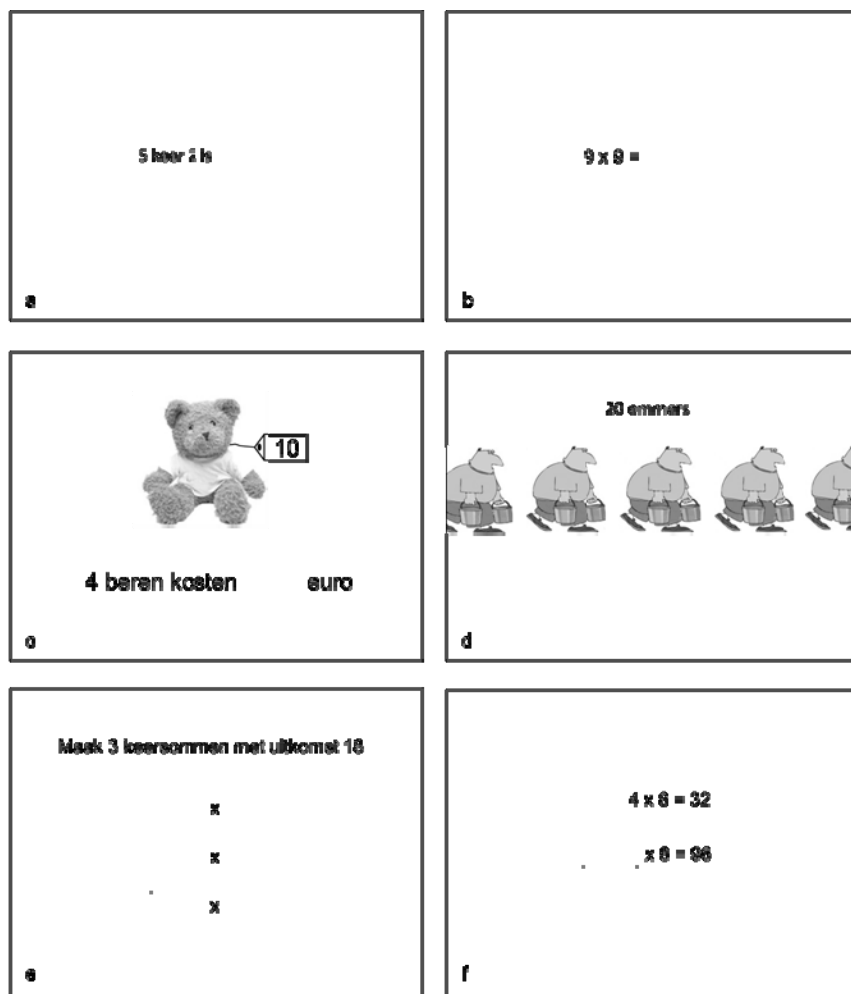 5 keer 2 is
a
9 x =
b
10
4 beren kosten euro
c
20 emmers
d
Maak 3 keersommen met uitkomst 18
x
x
x
e
4 x 8 = 32
x 8 = 96
f